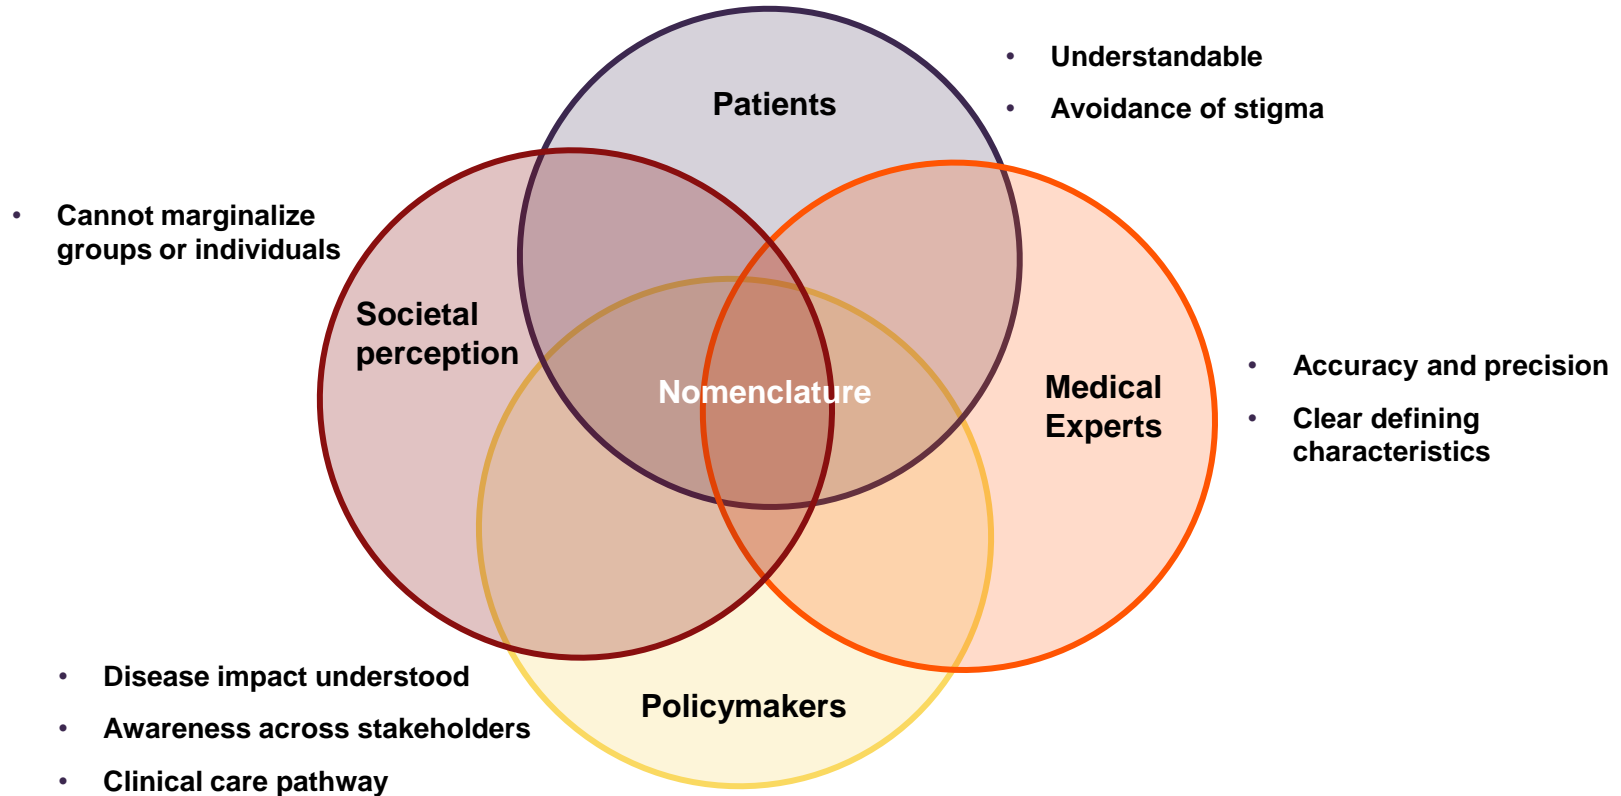 Patients
• Understandable
• Avoidance of stigma
• Cannot marginalize
groups or individuals
Societal
perception
Nomenclature
Medical
Experts
• Accuracy and precision
• Clear defining
characteristics
• Disease impact understood
• Awareness across stakeholders
• Clinical care pathway
Policymakers